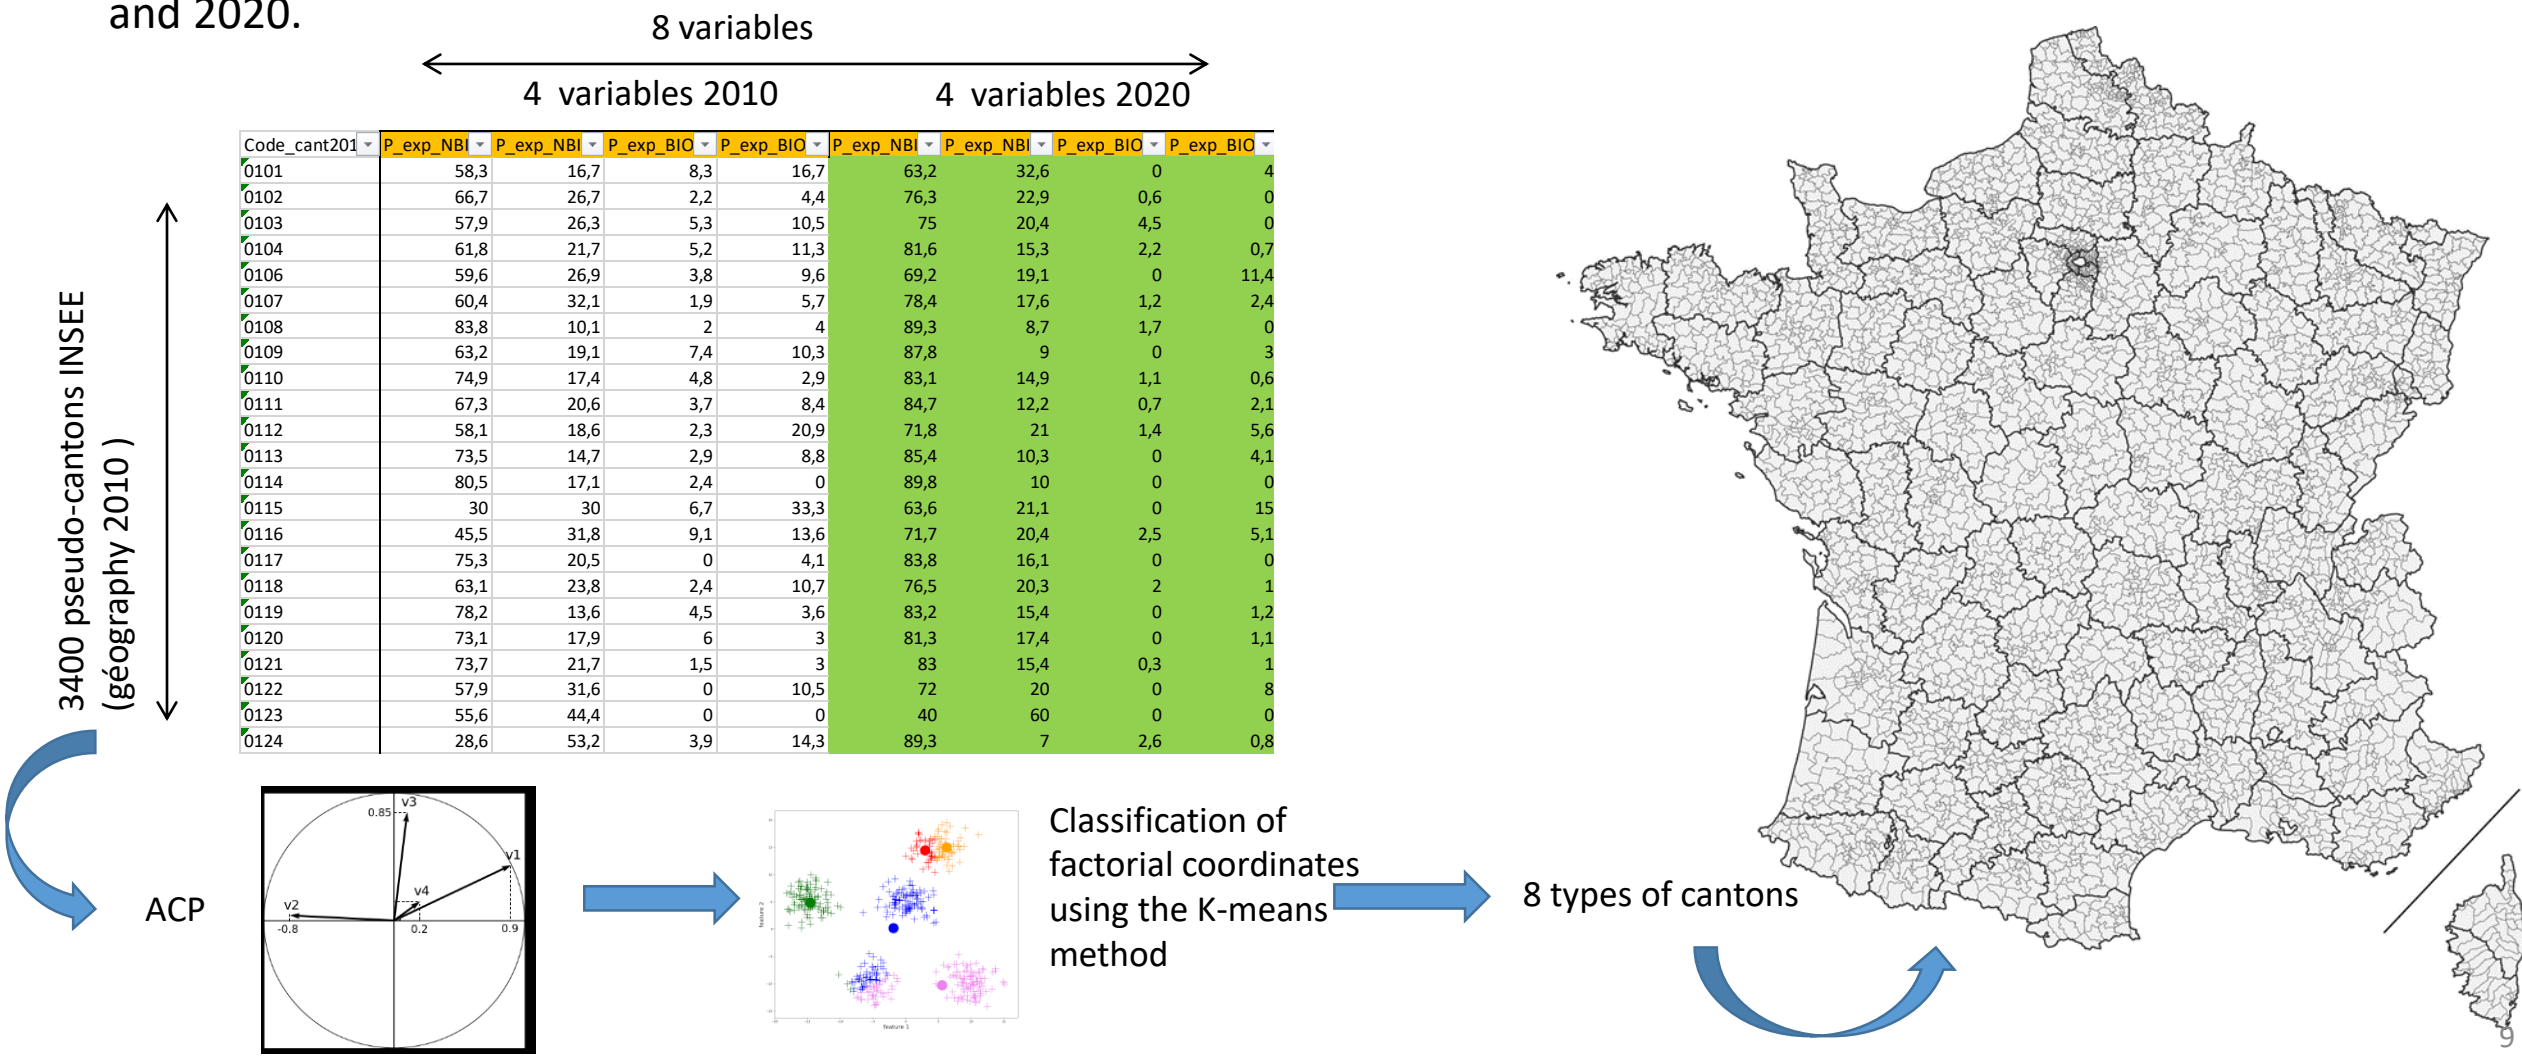 and 2020.
8 variables
4 variables 2010
4 variables 2020
Code_cant201 P_exp_NBI P_exp_NBI P_exp_BIO P_exp_BIO P_exp_NBI P_exp_NBI P_exp_BIO P_exp_BIO
0101 58,3 16,7 8,3 16,7 63,2 32,6 0 4
0102 66,7 26,7 2,2 4,4 76,3 22,9 0,6 0
0103 57,9 26,3 5,3 10,5 75 20,4 4,5 0
0104 61,8 21,7 5,2 11,3 81,6 15,3 2,2 0,7
0106 59,6 26,9 3,8 9,6 69,2 19,1 0 11,4
0107 60,4 32,1 1,9 5,7 78,4 17,6 1,2 2,4
0108 83,8 10,1 2 4 89,3 8,7 1,7 0
0109 63,2 19,1 7,4 10,3 87,8 9 0 3
0110 74,9 17,4 4,8 2,9 83,1 14,9 1,1 0,6
0111 67,3 20,6 3,7 8,4 84,7 12,2 0,7 2,1
0112 58,1 18,6 2,3 20,9 71,8 21 1,4 5,6
0113 73,5 14,7 2,9 8,8 85,4 10,3 0 4,1
0114 80,5 17,1 2,4 0 89,8 10 0 0
0115 30 30 6,7 33,3 63,6 21,1 0 15
0116 45,5 31,8 9,1 13,6 71,7 20,4 2,5 5,1
0117 75,3 20,5 0 4,1 83,8 16,1 0 0
0118 63,1 23,8 2,4 10,7 76,5 20,3 2 1
0119 78,2 13,6 4,5 3,6 83,2 15,4 0 1,2
0120 73,1 17,9 6 3 81,3 17,4 0 1,1
0121 73,7 21,7 1,5 3 83 15,4 0,3 1
0122 57,9 31,6 0 10,5 72 20 0 8
0123 55,6 44,4 0 0 40 60 0 0
0124 28,6 53,2 3,9 14,3 89,3 7 2,6 0,8
3400 pseudo-cantons INSEE
(géography 2010 )
ACP
v3
0.85
v1
v4
v2
-0.8
0.2
0.9
feature 2
feature 1
Classification of
factorial coordinates
using the K-means
method
8 types of cantons
9